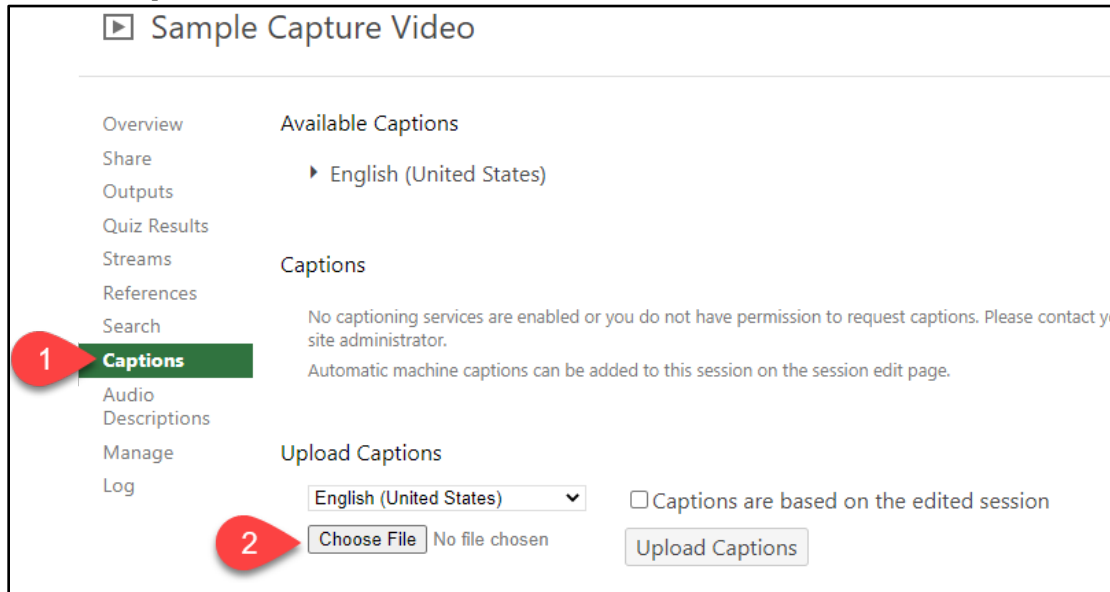 Sample Capture Video
Overview
Share
Outputs
Quiz Results
Streams
References
Search
1
Captions
Audio
Descriptions
Manage
Log
Available Captions
English (United States)
Captions
No captioning services are enabled or you do not have permission to request captions. Please contact
site administrator.
Automatic machine captions can be added to this session on the session edit page.
Upload Captions
English (United States)
Captions are based on the edited session
2
Choose File No file chosen
Upload Captions